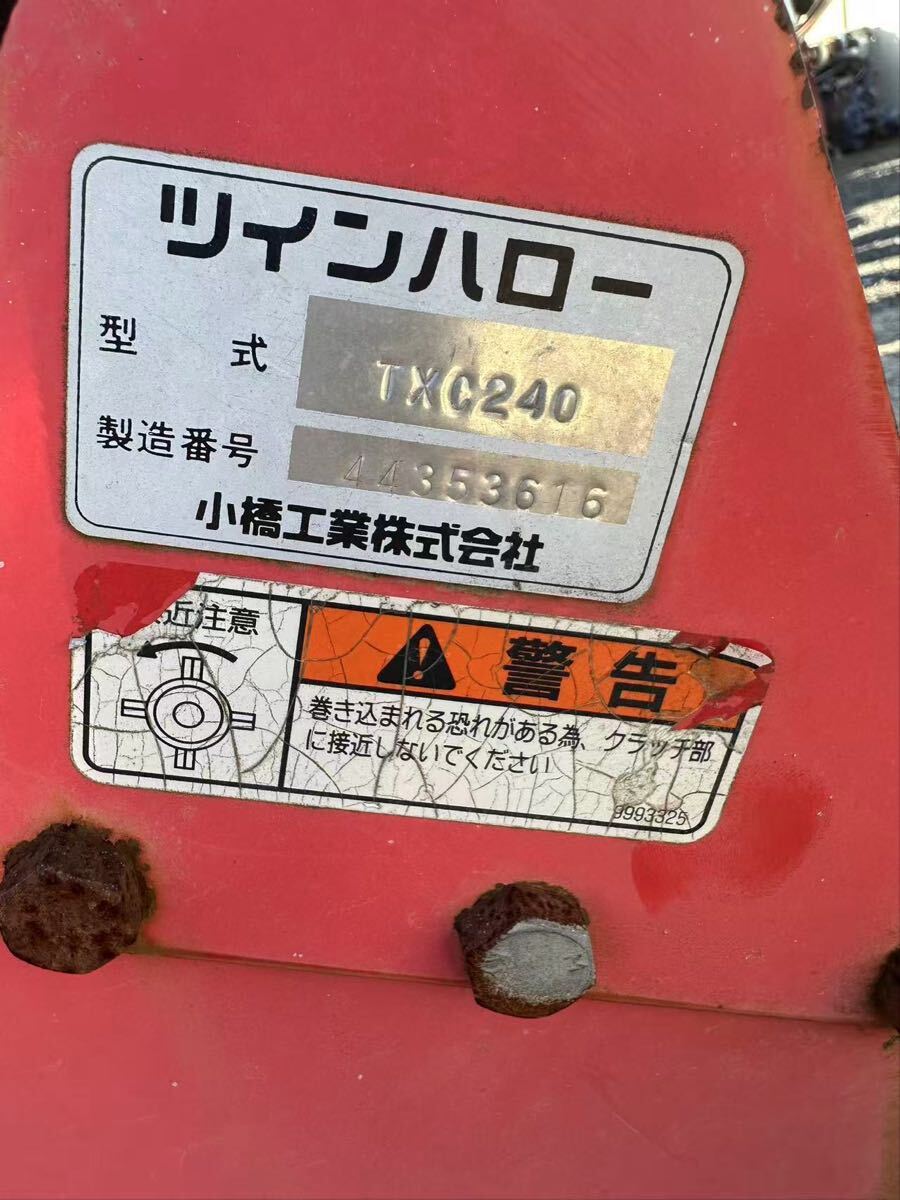 ツインハロー
型式 TXC240
製造番号 44353616
小橋工業株式会社
近注意
警告
巻き込まれる恐れがある為、クラッチ部
に接近しないでください
9993325